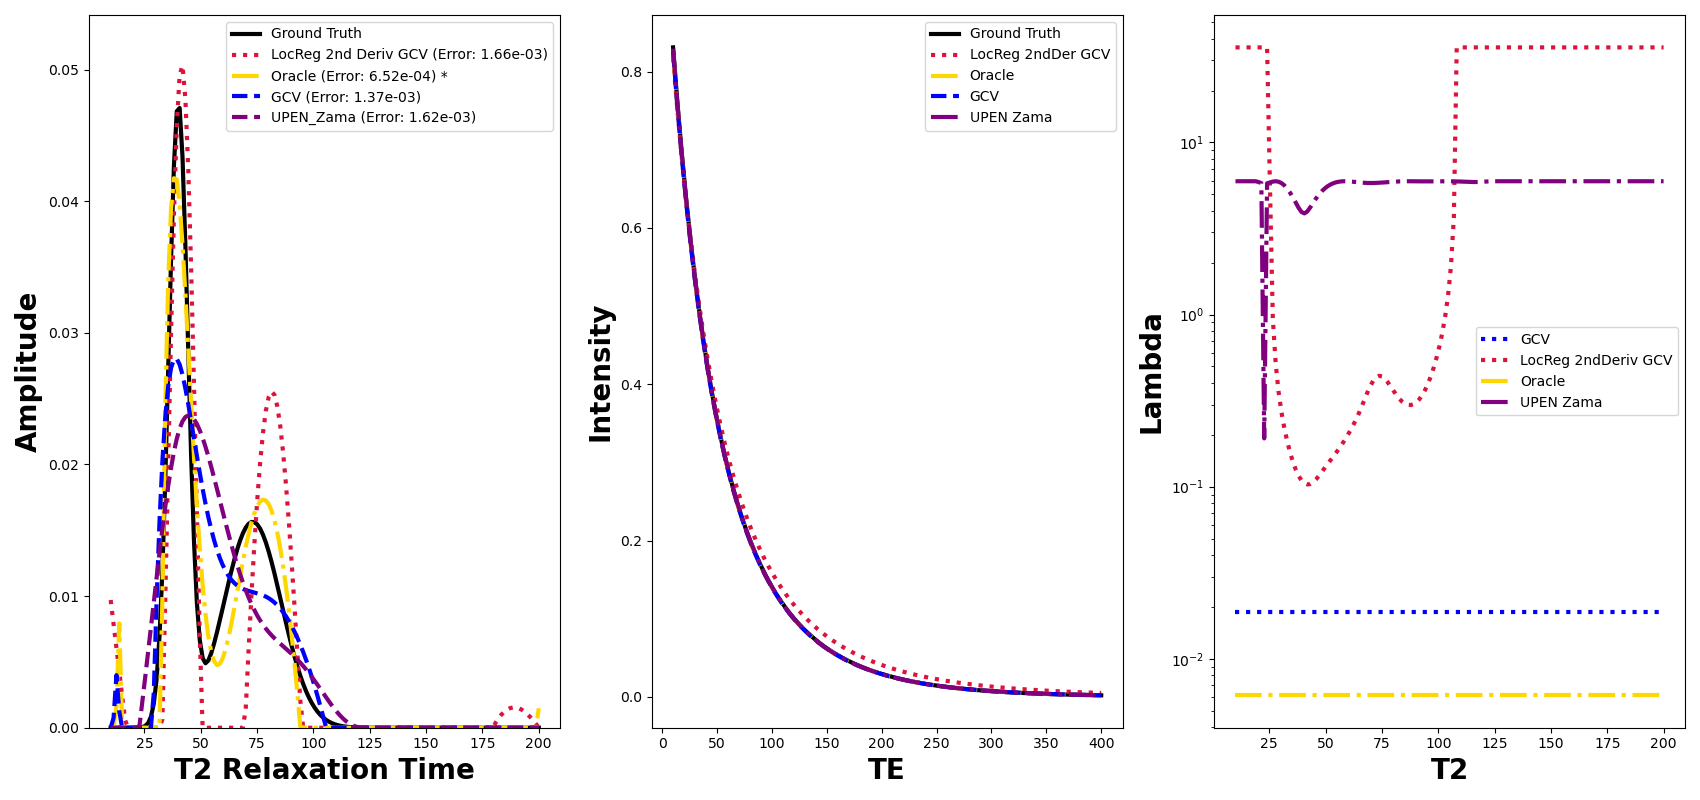 Ground Truth
LocReg 2nd Deriv GCV (Error: 1.66e-03)
Oracle (Error: 6.52e-04) *
GCV (Error: 1.37e-03)
UPEN_Zama (Error: 1.62e-03)
0.05
0.04
0.03
0.02
0.01
0.00
Amplitude
25 50 75 100 125 150 175 200
T2 Relaxation Time
Ground Truth
LocReg 2ndDer GCV
Oracle
GCV
UPEN Zama
0.8
0.6
0.4
0.2
0.0
Intensity
0 50 100 150 200 250 300 350 400
TE
10¹
10⁰
10⁻¹
10⁻²
Lambda
GCV
LocReg 2ndDeriv GCV
Oracle
UPEN Zama
25 50 75 100 125 150 175 200
T2